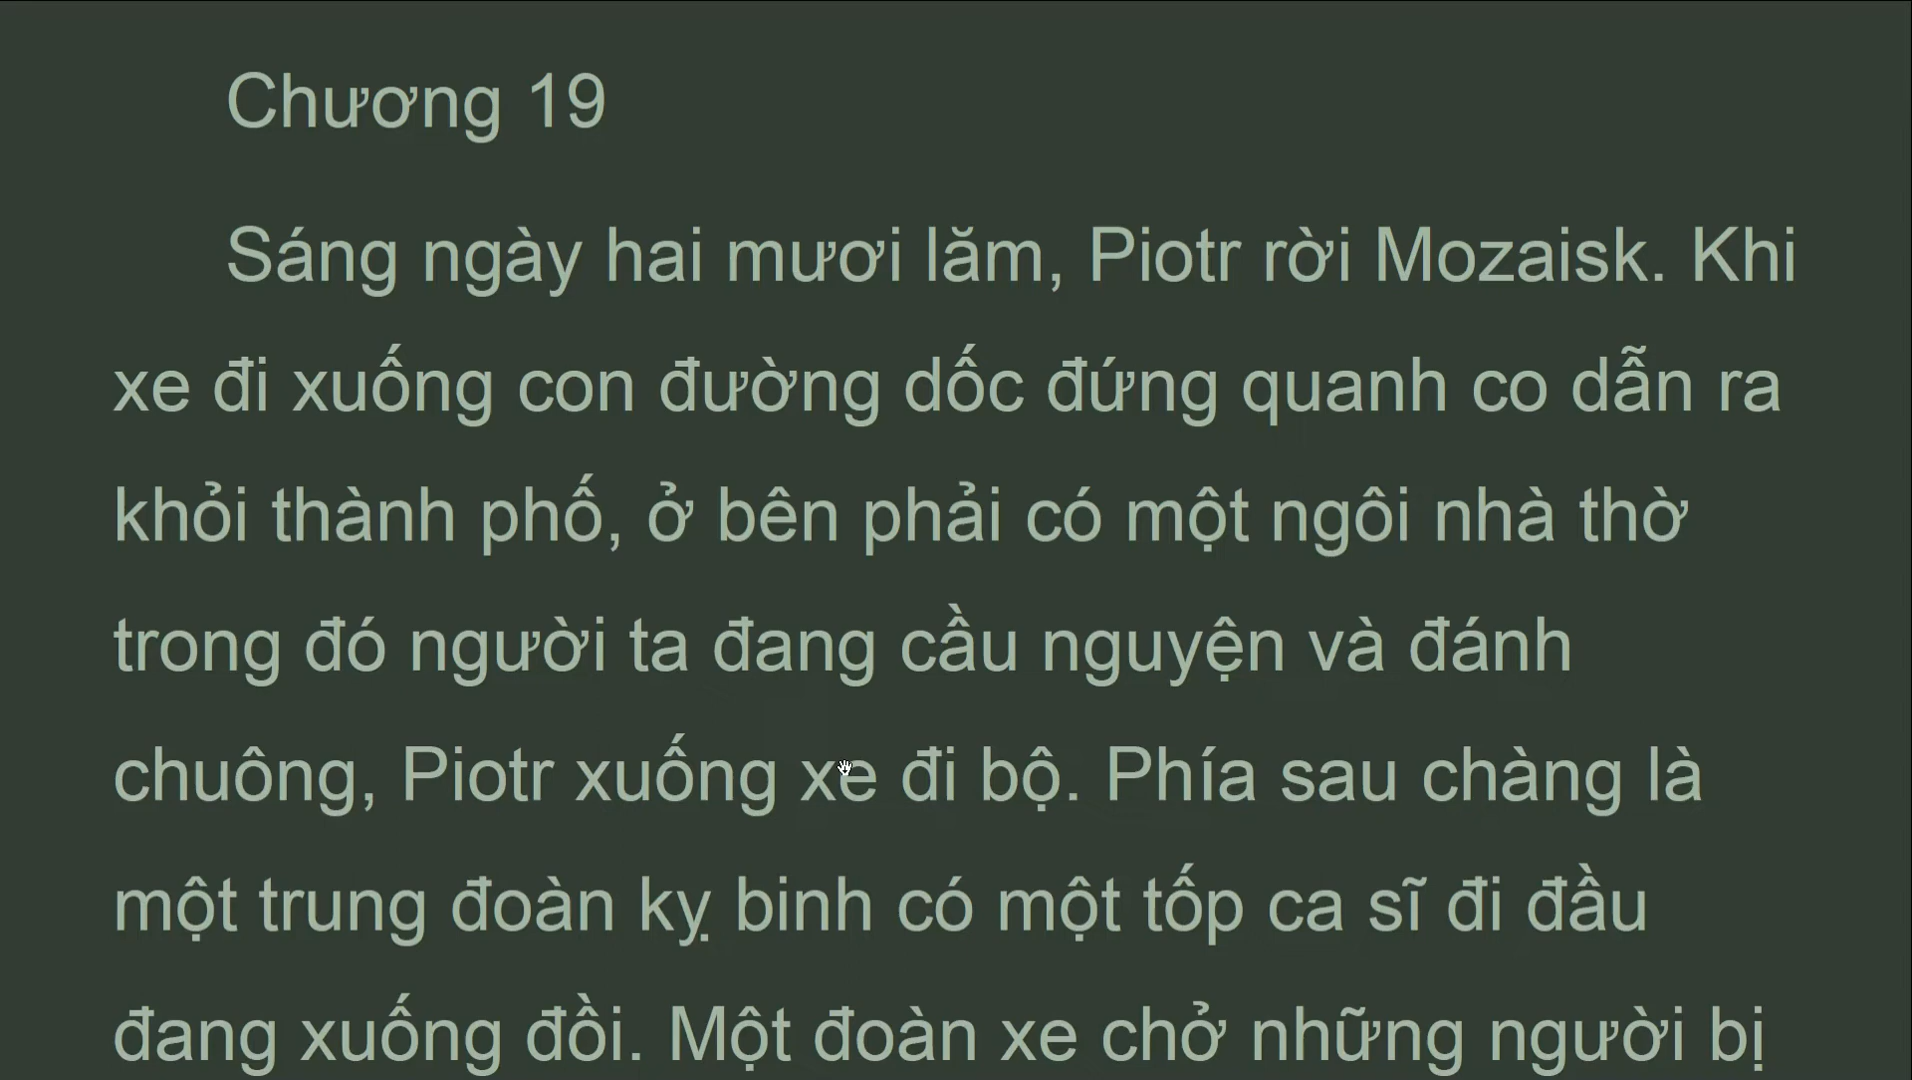 Chương 19
Sáng ngày hai mươi lăm, Piotr rời Mozaisk. Khi
xe đi xuống con đường dốc đứng quanh co dẫn ra
khỏi thành phố, ở bên phải có một ngôi nhà thờ
trong đó người ta đang cầu nguyện và đánh
chuông, Piotr xuống xe đi bộ. Phía sau chàng là
một trung đoàn kỵ binh có một tốp ca sĩ đi đầu
đang xuống đồi. Một đoàn xe chở những người bị